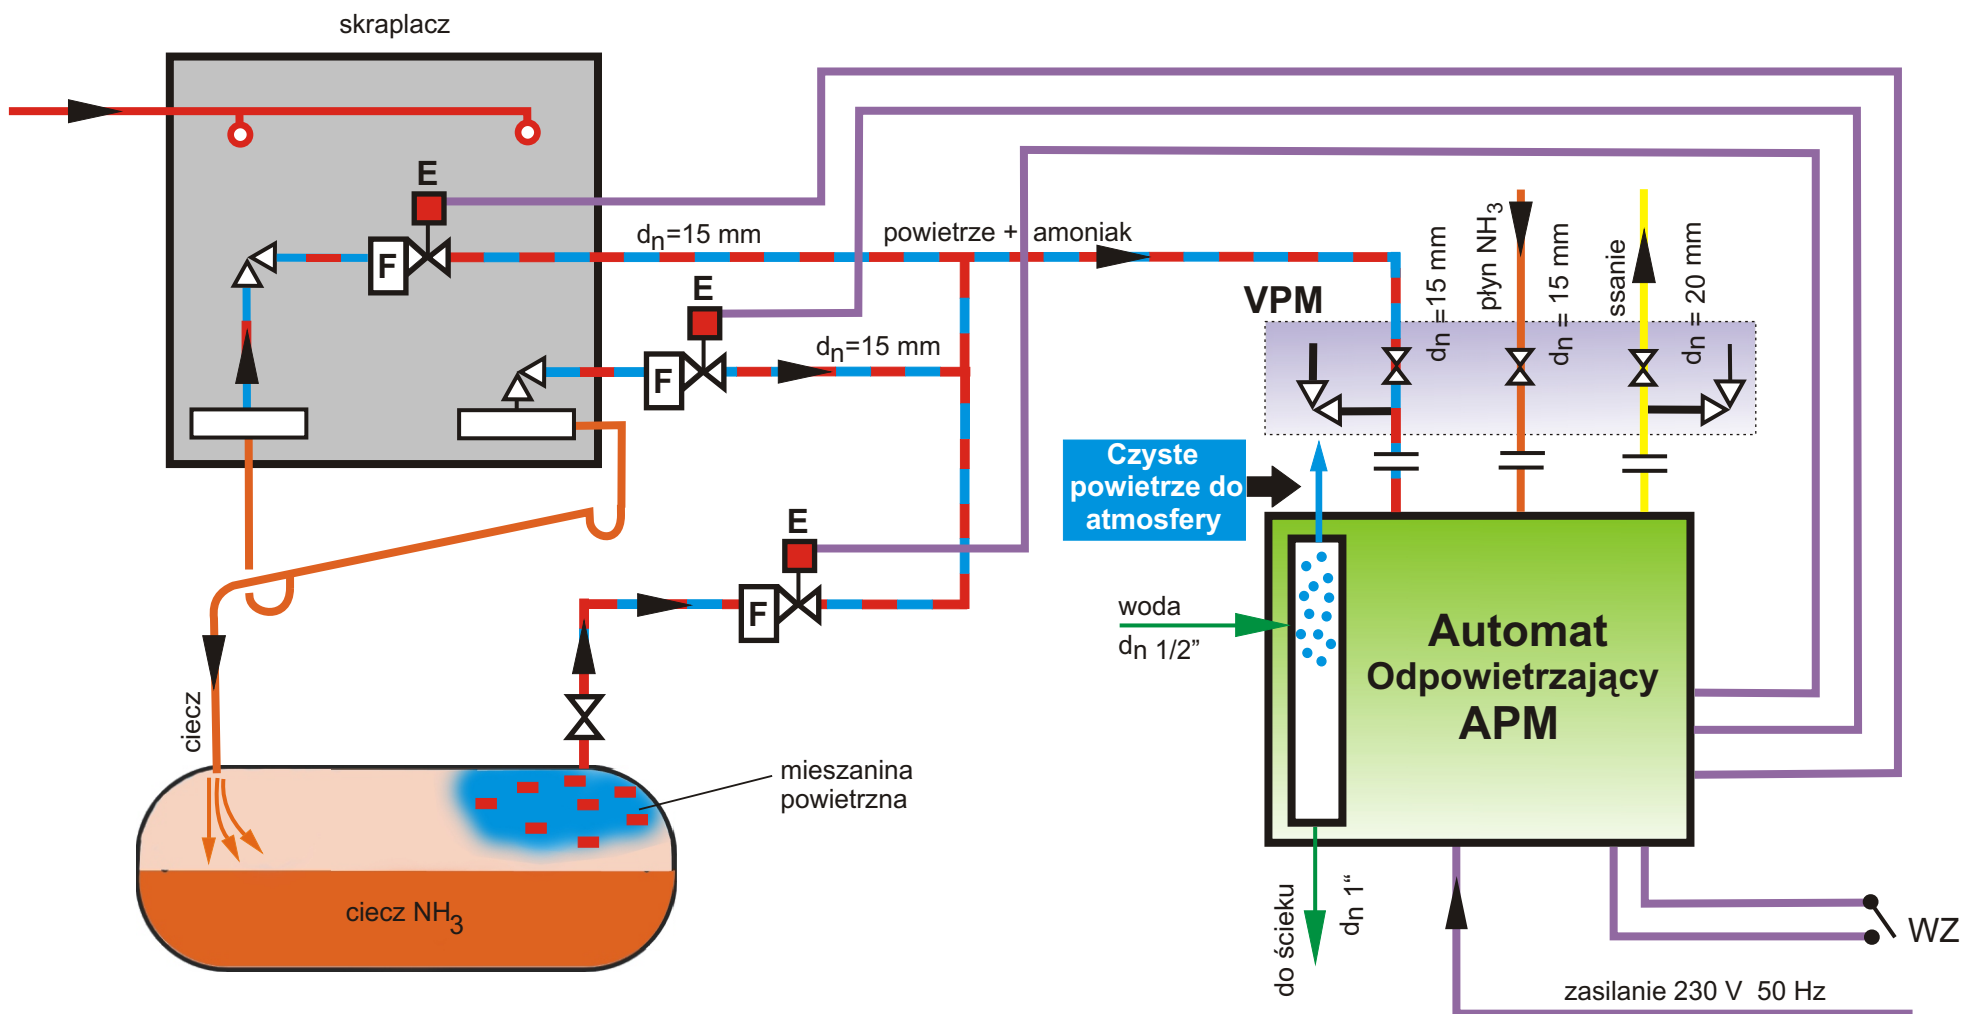 skraplacz
E
F
dn=15 mm
powietrze + amoniak
E
F
dn=15 mm
VPM
dn =15 mm
płyn NH3
dn = 15 mm
ssanie
dn = 20 mm
Czyste
powietrze do
atmosfery
E
F
woda
dn 1/2”
Automat
Odpowietrzający
APM
ciecz
mieszanina
powietrzna
ciecz NH3
do ścieku
dn 1“
WZ
zasilanie 230 V 50 Hz